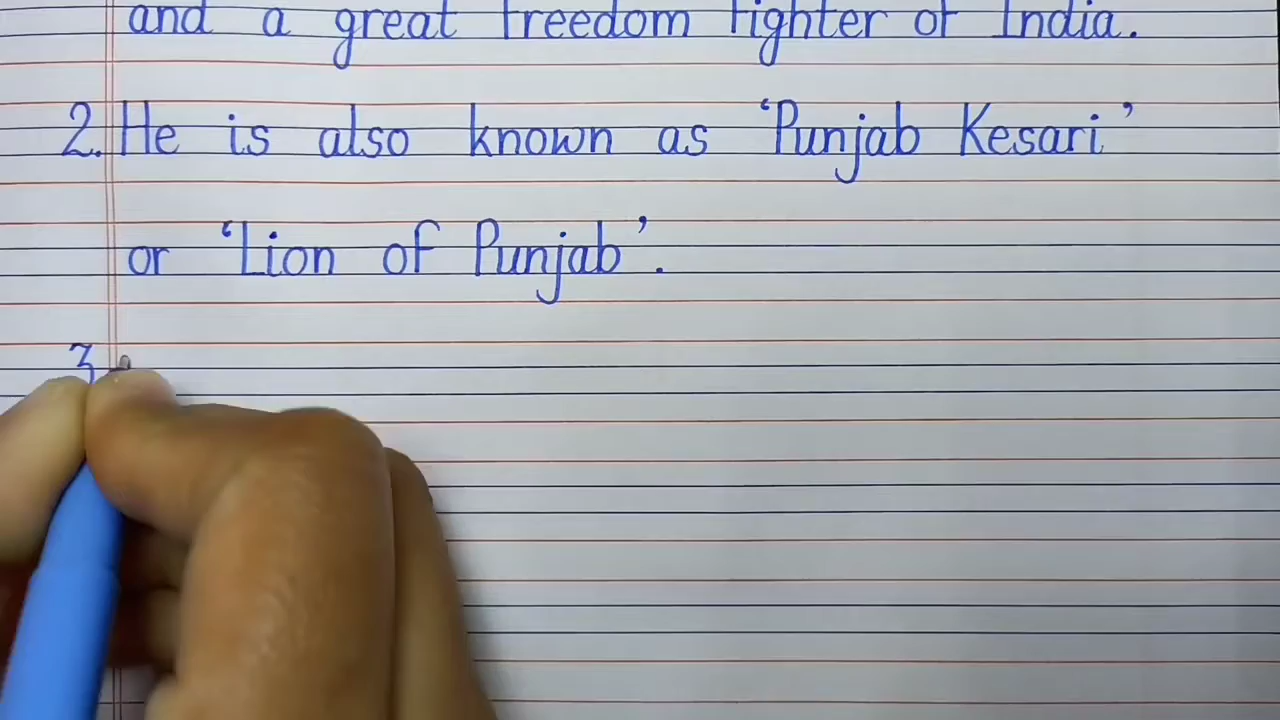 and a great freedom fighter of India.
2. He is also known as 'Punjab Kesari'
or 'Lion of Punjab'.
3